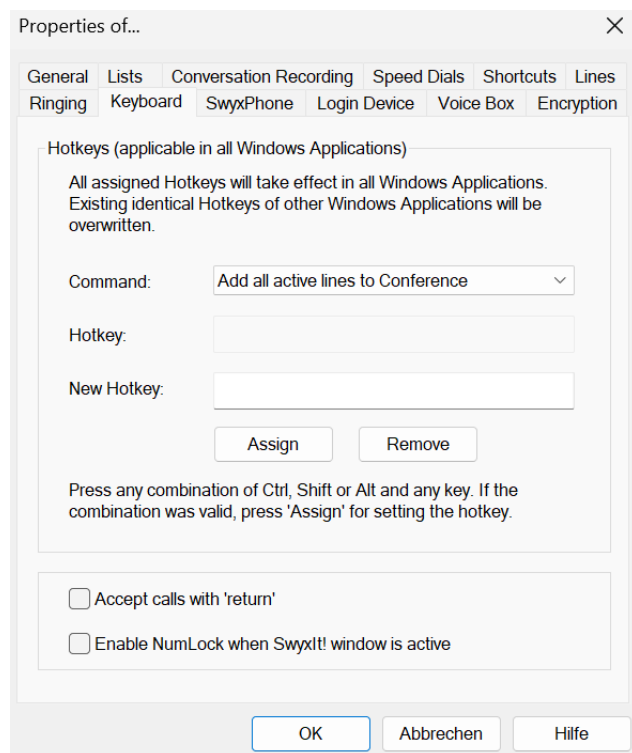 Properties of...
General Lists Conversation Recording Speed Dials Shortcuts Lines
Ringing Keyboard SwyxPhone Login Device Voice Box Encryption
Hotkeys (applicable in all Windows Applications)
All assigned Hotkeys will take effect in all Windows Applications.
Existing identical Hotkeys of other Windows Applications will be
overwritten.
Command: Add all active lines to Conference
Hotkey:
New Hotkey:
Assign Remove
Press any combination of Ctrl, Shift or Alt and any key. If the
combination was valid, press 'Assign' for setting the hotkey.
Accept calls with 'return'
Enable NumLock when SwyxIt! window is active
OK Abbrechen Hilfe